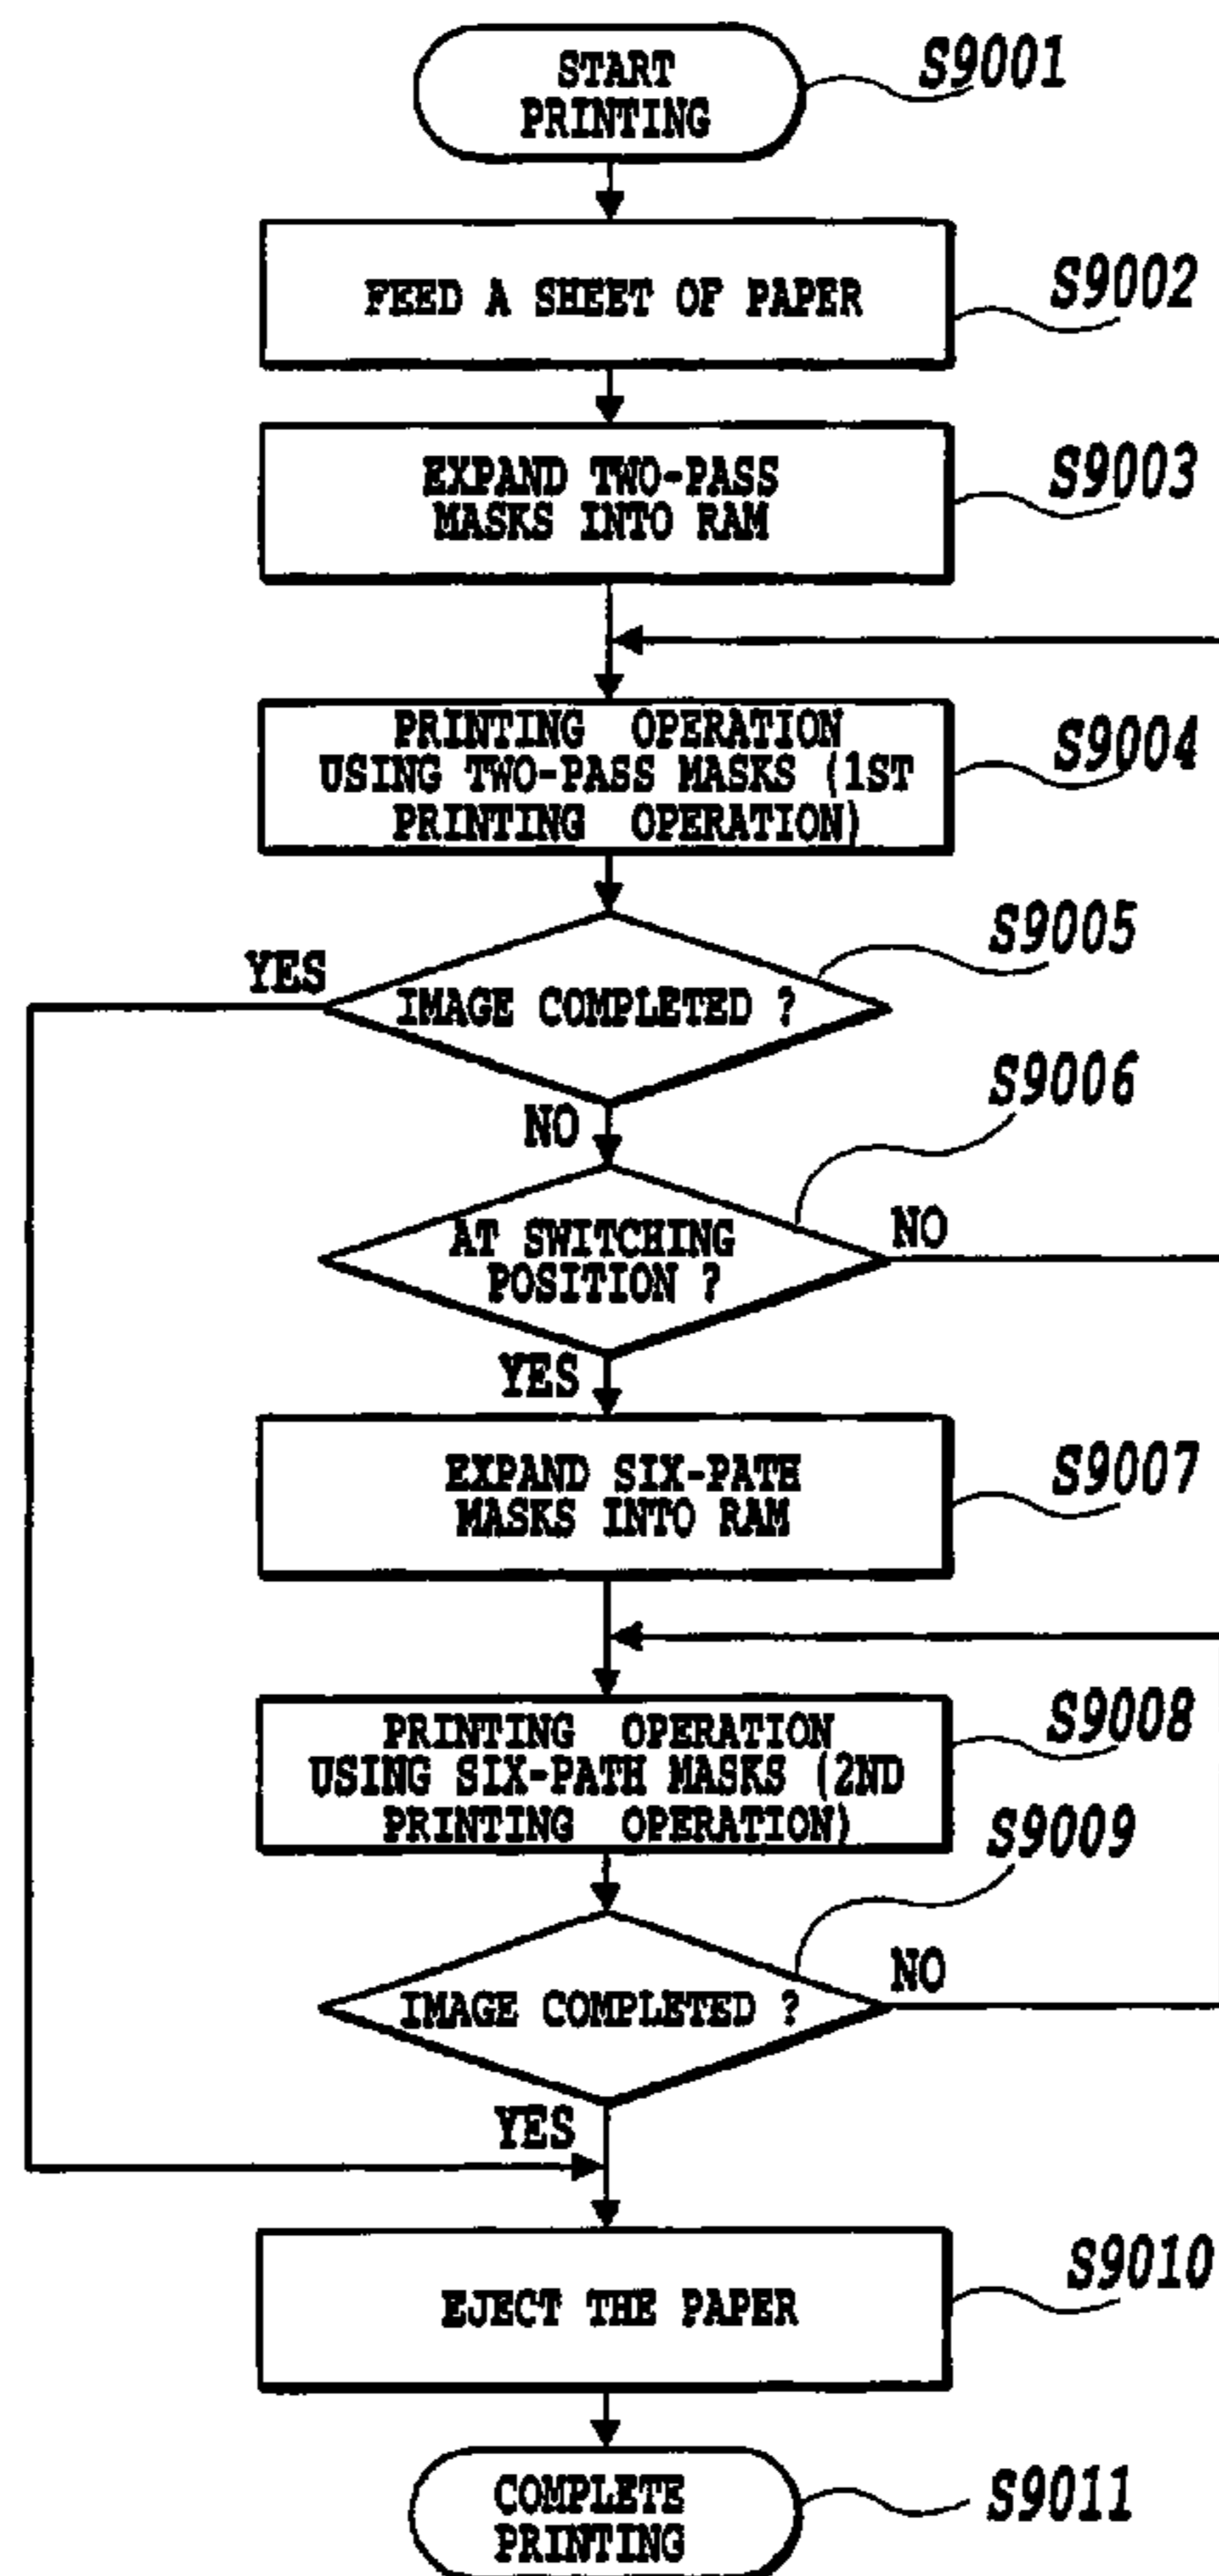 START
PRINTING
S9001
FEED A SHEET OF PAPER
S9002
EXPAND TWO-PASS
MASKS INTO RAM
S9003
PRINTING OPERATION
USING TWO-PASS MASKS (1ST
PRINTING OPERATION)
S9004
YES
IMAGE COMPLETED ?
S9005
NO
AT SWITCHING
POSITION ?
S9006
NO
YES
EXPAND SIX-PATH
MASKS INTO RAM
S9007
PRINTING OPERATION
USING SIX-PATH MASKS (2ND
PRINTING OPERATION)
S9008
IMAGE COMPLETED ?
S9009
NO
YES
EJECT THE PAPER
S9010
COMPLETE
PRINTING
S9011